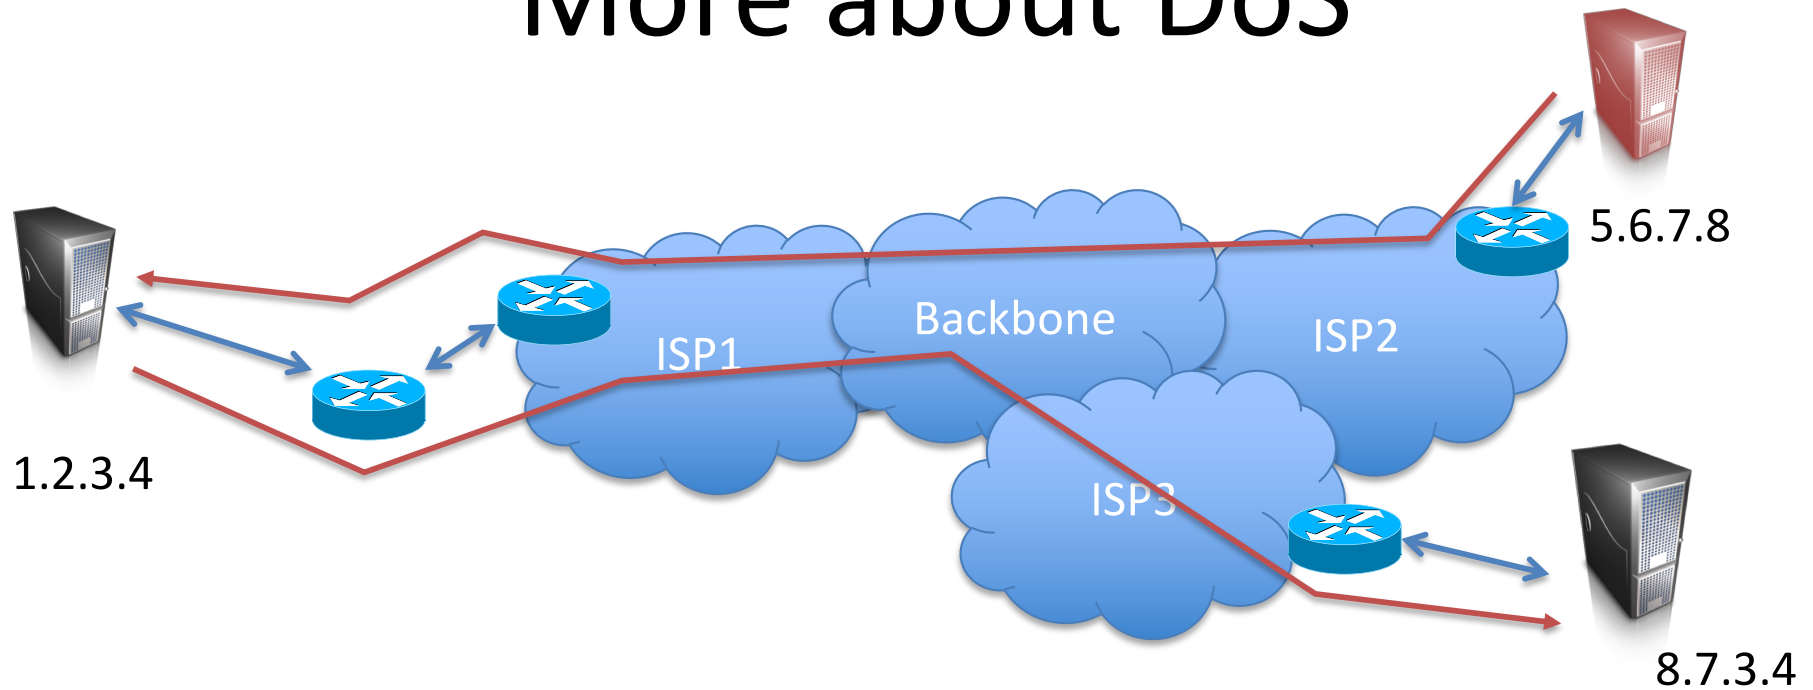 More about DoS
5.6.7.8
Backbone
ISP1
ISP2
1.2.3.4
ISP3
8.7.3.4